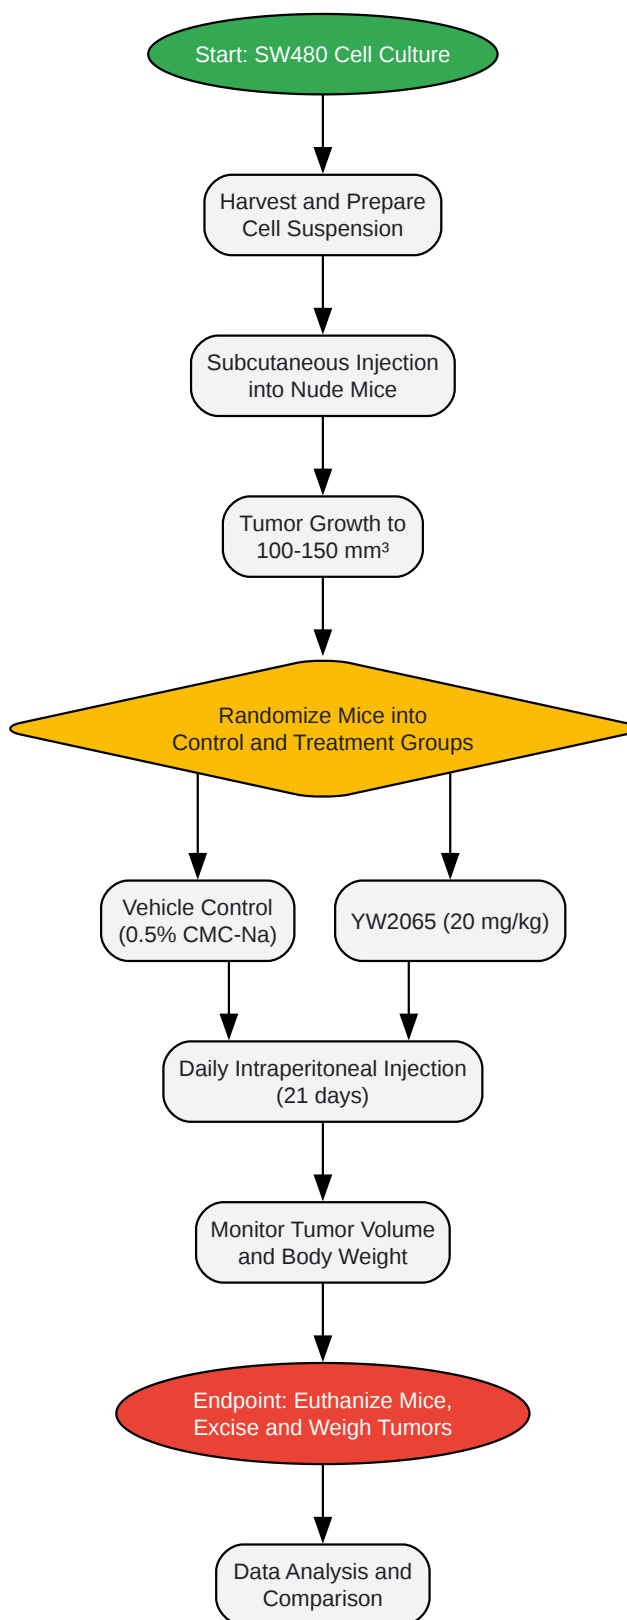 Start: SW480 Cell Culture
Harvest and Prepare
Cell Suspension
Subcutaneous Injection
into Nude Mice
Tumor Growth to
100-150 mm³
Randomize Mice into
Control and Treatment Groups
Vehicle Control
(0.5% CMC-Na)
YW2065 (20 mg/kg)
Daily Intraperitoneal Injection
(21 days)
Monitor Tumor Volume
and Body Weight
Endpoint: Euthanize Mice,
Excise and Weigh Tumors
Data Analysis and
Comparison